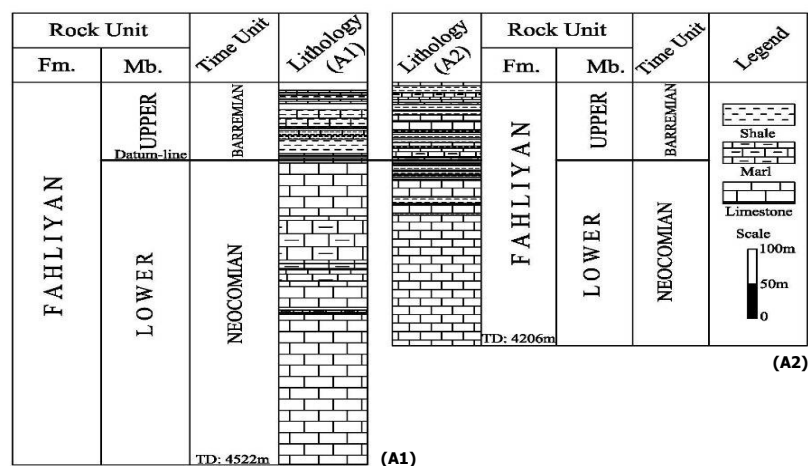 Rock Unit
Time Unit
Lithology
(A1)
Fm.
Mb.
FAHLIYAN
UPPER
Datum-line
LOWER
BARREMIAN
NEOCOMIAN
TD: 4522m
(A1)
Lithology
(A2)
Rock Unit
Time Unit
Legend
Fm.
Mb.
FAHLIYAN
UPPER
LOWER
BARREMIAN
NEOCOMIAN
TD: 4206m
Shale
Marl
Limestone
Scale
100m
50m
0
(A2)